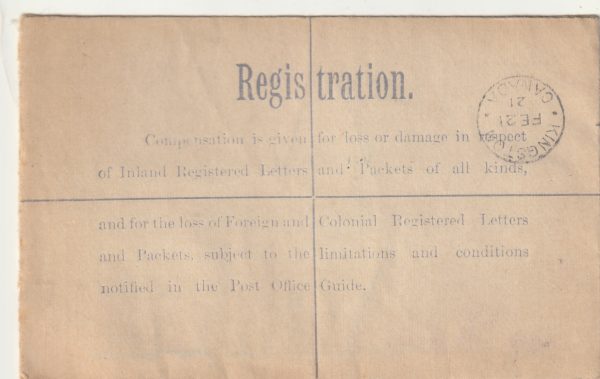 Registration.
Compensation is given for loss or damage in respect
of Inland Registered Letters and Packets of all kinds,
and for the loss of Foreign and Colonial Registered Letters
and Packets, subject to the limitations and conditions
notified in the Post Office Guide.
KINGSTO
FE 21
21
CANADA